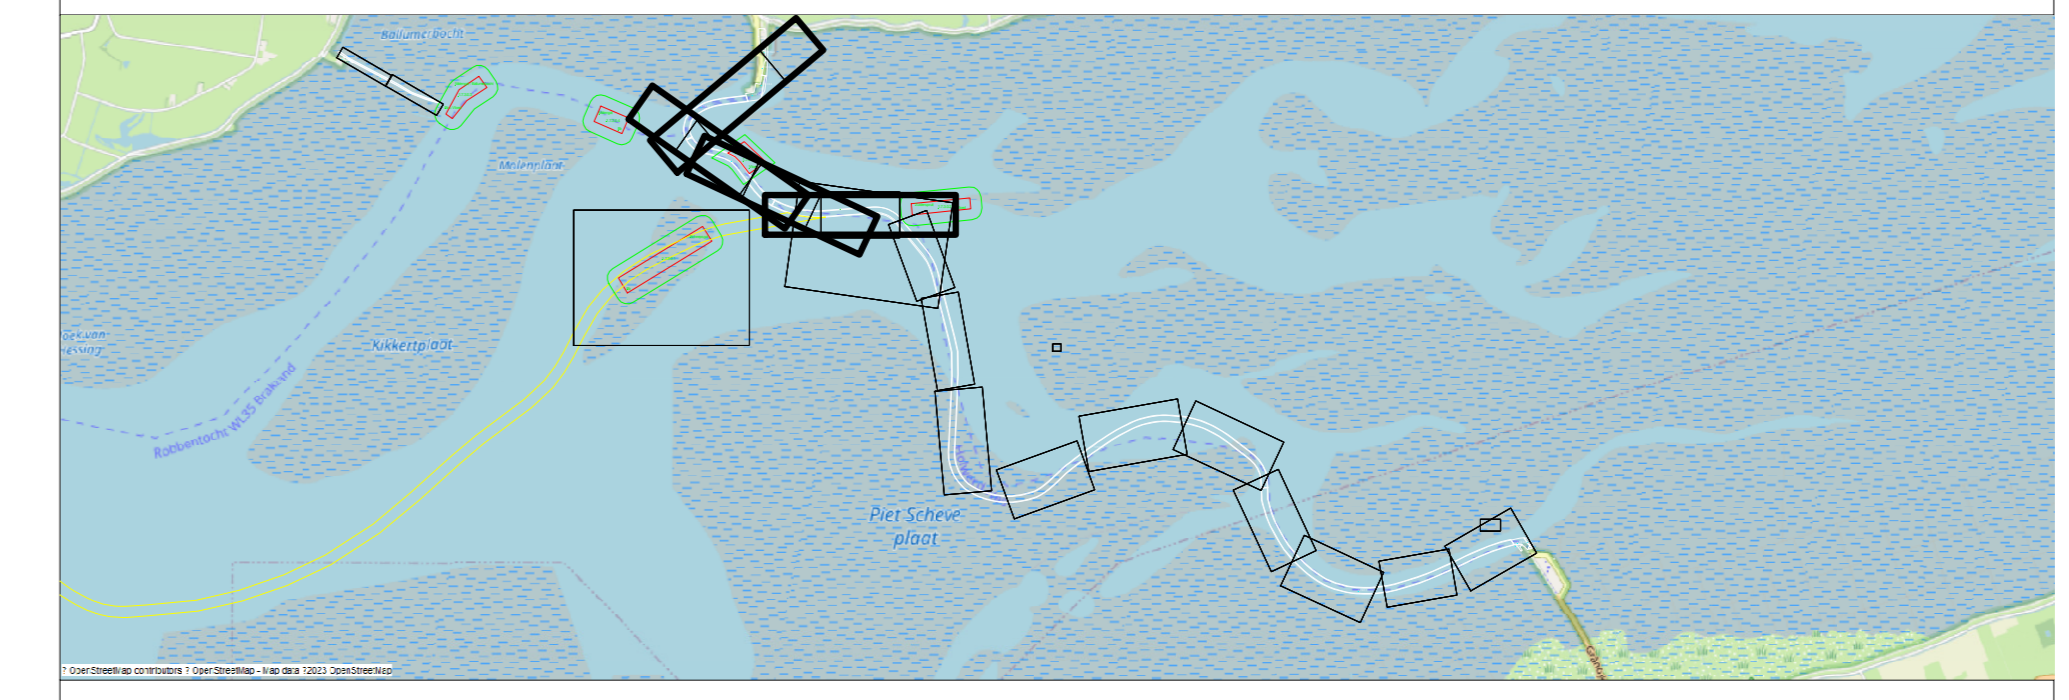 Ballumerbocht
Molenplaat
Kikkertplaat
Robbentocht WL35 Brakzand
Piet Scheve
plaat
? OpenStreetMap contributors ? OpenStreetMap - Map data ?2023 OpenStreetMap